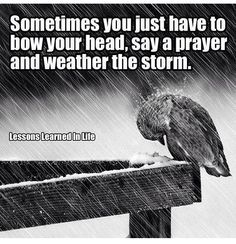 Sometimes you just have to
bow your head, say a prayer
and weather the storm.
Lessons Learned In Life